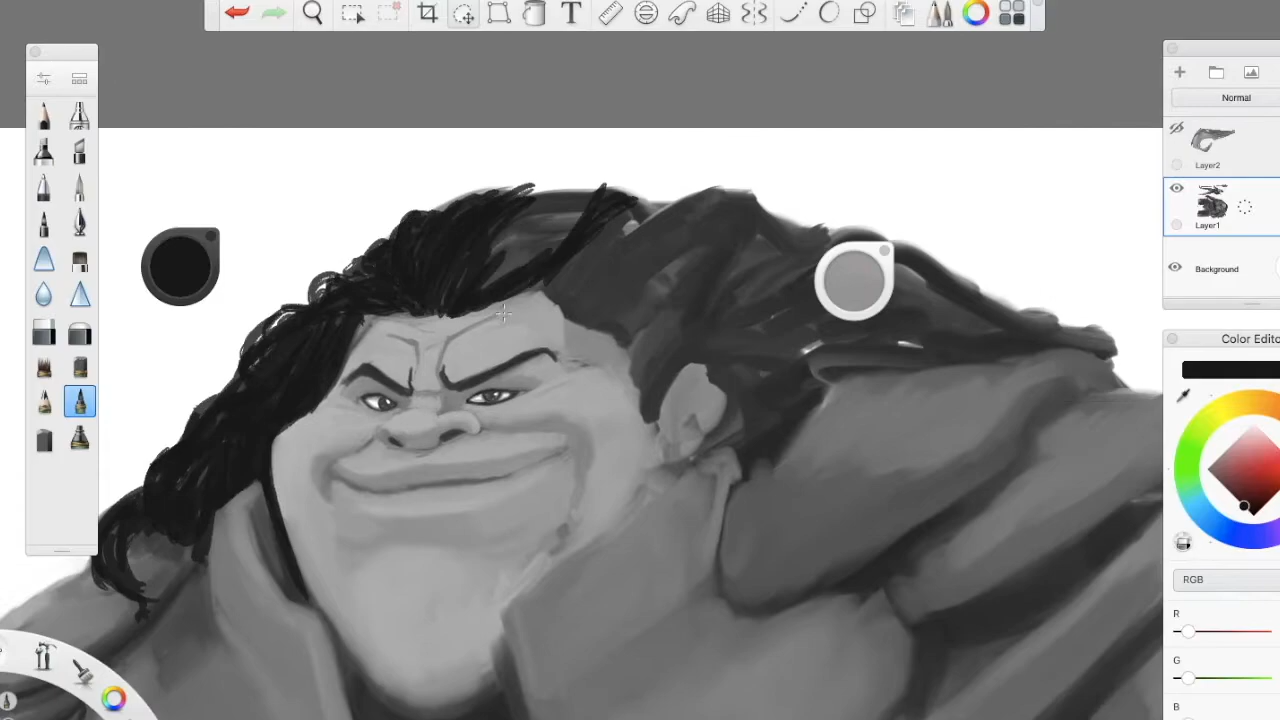 T
Normal
Layer2
Layer1
Background
Color Edito
RGB
R
G
B